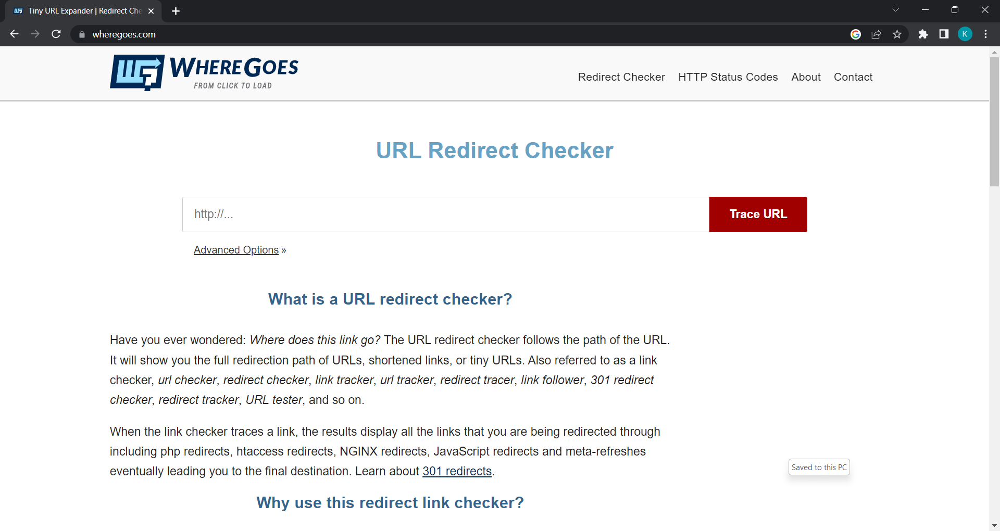 Tiny URL Expander | Redirect Che
wheregoes.com
K
WG
WHEREGOES
FROM CLICK TO LOAD
Redirect Checker HTTP Status Codes About Contact
URL Redirect Checker
http://...
Trace URL
Advanced Options »
What is a URL redirect checker?
Have you ever wondered: Where does this link go? The URL redirect checker follows the path of the URL.
It will show you the full redirection path of URLs, shortened links, or tiny URLs. Also referred to as a link
checker, url checker, redirect checker, link tracker, url tracker, redirect tracer, link follower, 301 redirect
checker, redirect tracker, URL tester, and so on.
When the link checker traces a link, the results display all the links that you are being redirected through
including php redirects, htaccess redirects, NGINX redirects, JavaScript redirects and meta-refreshes
eventually leading you to the final destination. Learn about 301 redirects.
Saved to this PC
Why use this redirect link checker?